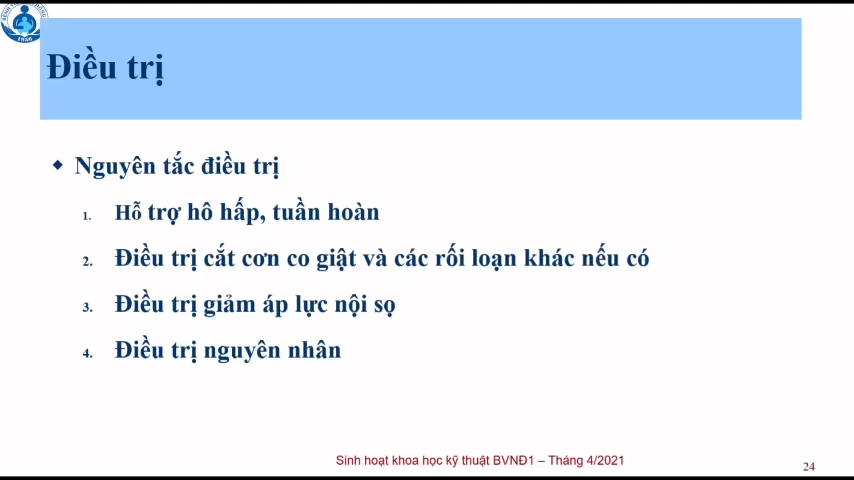 Điều trị
Nguyên tắc điều trị
1. Hỗ trợ hô hấp, tuần hoàn
2. Điều trị cắt cơn co giật và các rối loạn khác nếu có
3. Điều trị giảm áp lực nội sọ
4. Điều trị nguyên nhân
Sinh hoạt khoa học kỹ thuật BVNĐ1 – Tháng 4/2021
24